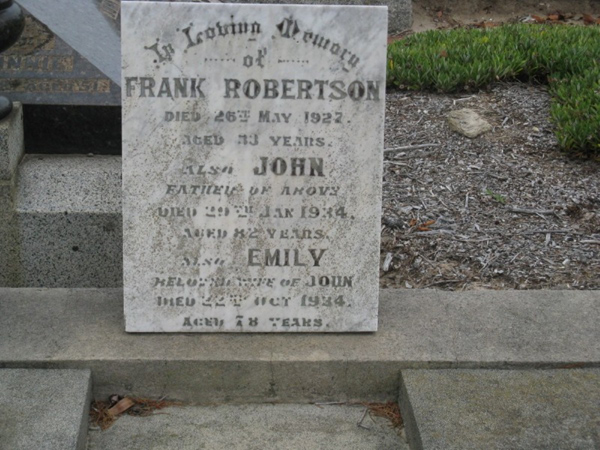 In Loving Memory
of
FRANK ROBERTSON
DIED 26TH MAY 1927.
AGED 33 YEARS.
ALSO JOHN
FATHER OF ABOVE
DIED 29TH JAN 1934.
AGED 82 YEARS.
ALSO EMILY
BELOVED WIFE OF JOHN
DIED 22ND OCT 1934.
AGED 78 YEARS.